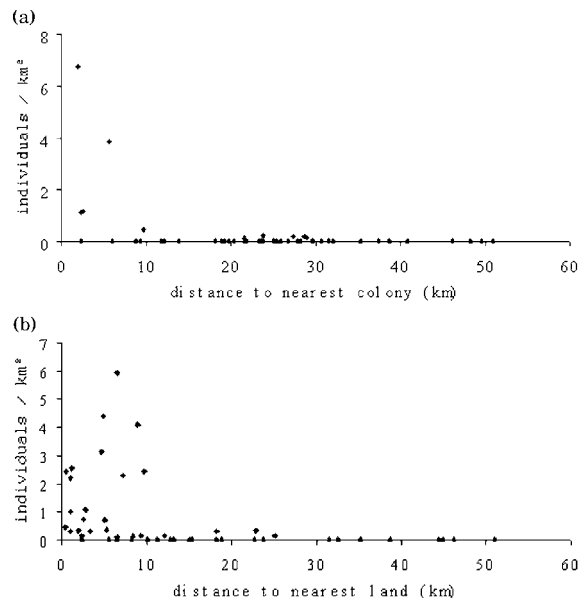 (a)
individuals / km²
8
6
4
2
0
0 10 20 30 40 50 60
distance to nearest colony (km)
(b)
individuals / km²
7
6
5
4
3
2
1
0
0 10 20 30 40 50 60
distance to nearest land (km)